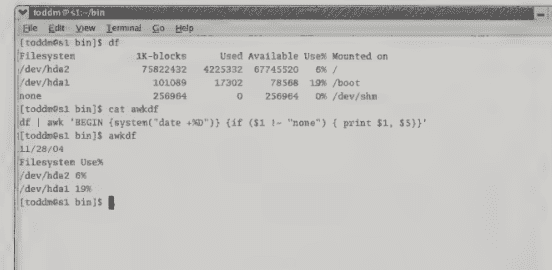 toddm@s1:~/bin
File Edit View Terminal Go Help
[toddm@s1 bin]$ df
Filesystem 1K-blocks Used Available Use% Mounted on
/dev/hda2 75822432 4225332 67745520 6% /
/dev/hda1 101089 17302 78568 19% /boot
none 256964 0 256964 0% /dev/shm
[toddm@s1 bin]$ cat awkdf
df | awk 'BEGIN {system("date +%D")} {if ($1 !~ "none") { print $1, $5}}'
[toddm@s1 bin]$ awkdf
11/28/04
Filesystem Use%
/dev/hda2 6%
/dev/hda1 19%
[toddm@s1 bin]$